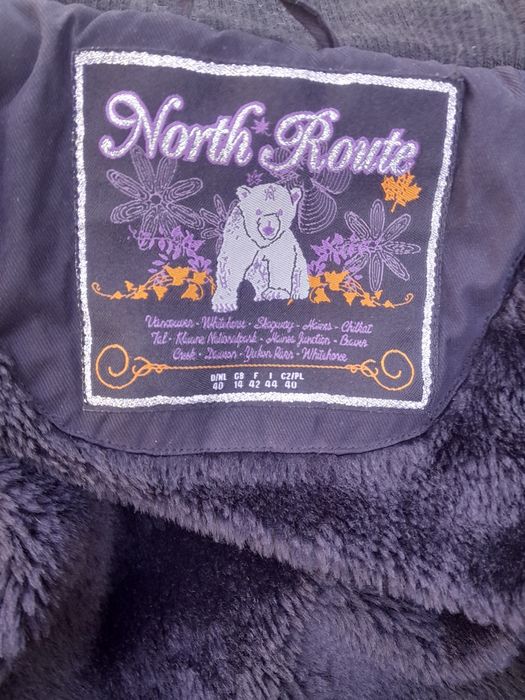 North Route
Vancouver - Whitehorse - Skagway - Haines - Chilkat
Tal - Kluane Nationalpark - Haines Junction - Beaver
Creek - Dawson - Yukon River - Whitehorse
D/NL GB F I CZ/PL
40 14 42 44 40